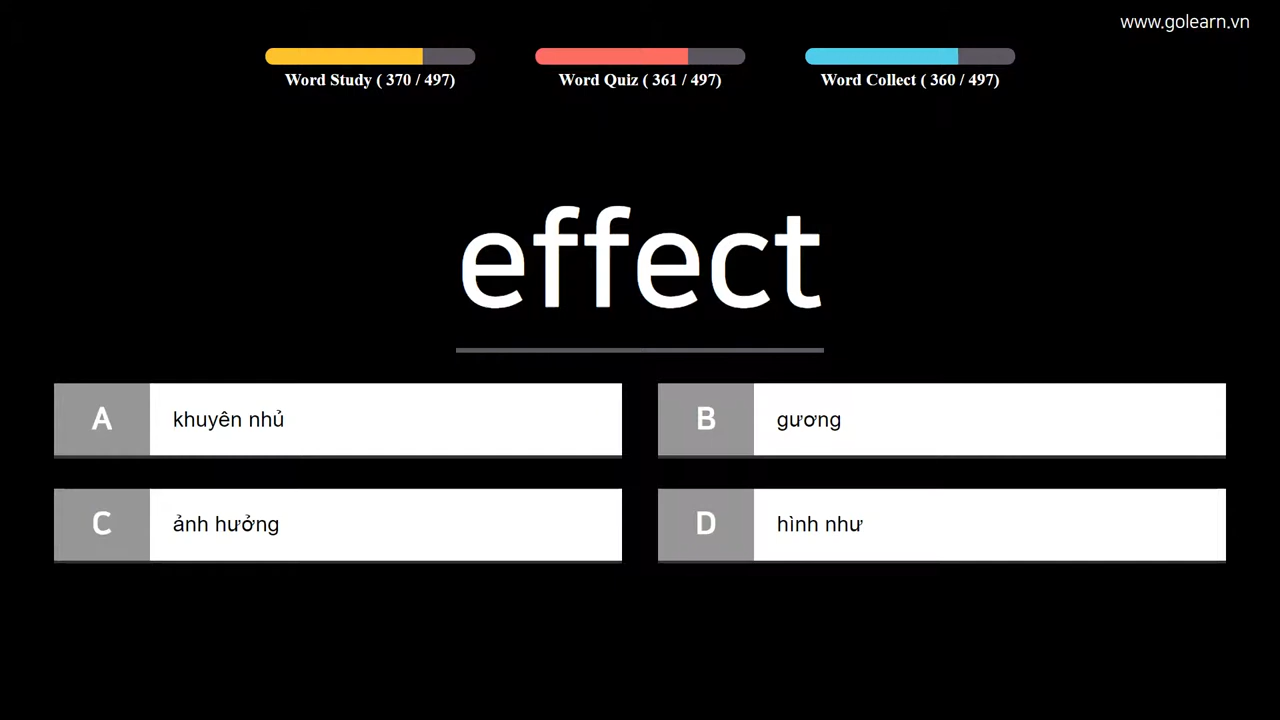 www.golearn.vn
Word Study ( 370 / 497)
Word Quiz ( 361 / 497)
Word Collect ( 360 / 497)
effect
A khuyên nhủ
B gương
C ảnh hưởng
D hình như